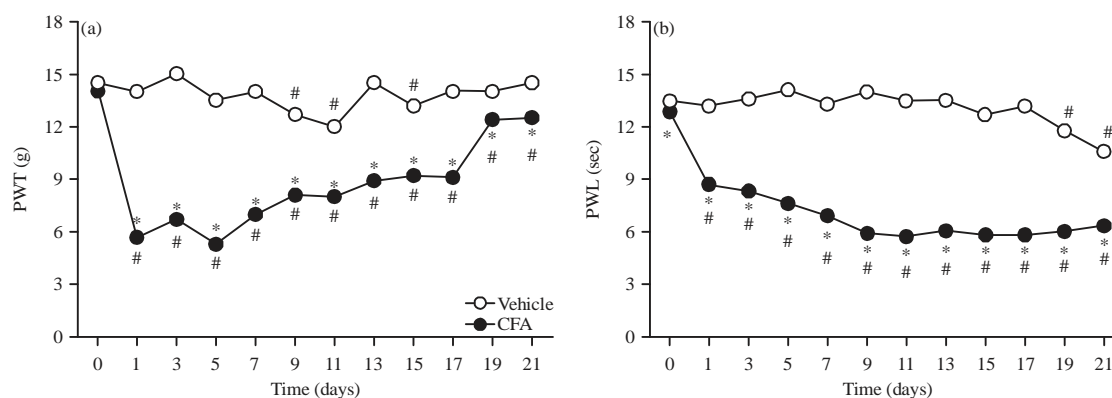 (a)
18
15
12
9
6
3
0
PWT (g)
# # #
* * * * * * * * * * *
# # # # # # # # # # #
Vehicle
CFA
0 1 3 5 7 9 11 13 15 17 19 21
Time (days)
(b)
18
15
12
9
6
3
0
PWL (sec)
# #
* * * * * * * * * * * *
# # # # # # # # # # #
0 1 3 5 7 9 11 13 15 17 19 21
Time (days)